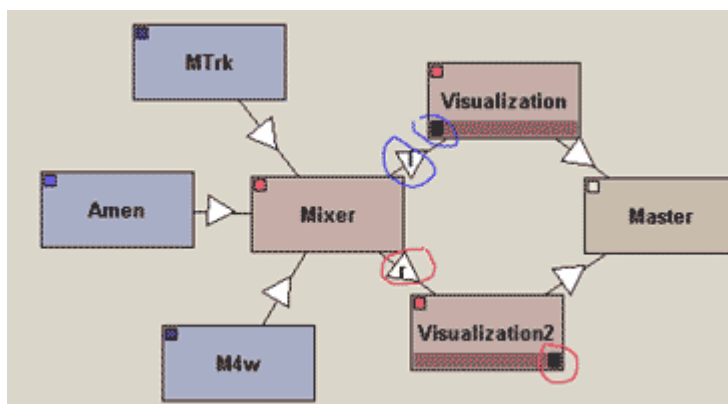 MTrk
Visualization
l
Amen
Mixer
Master
r
Visualization2
M4w